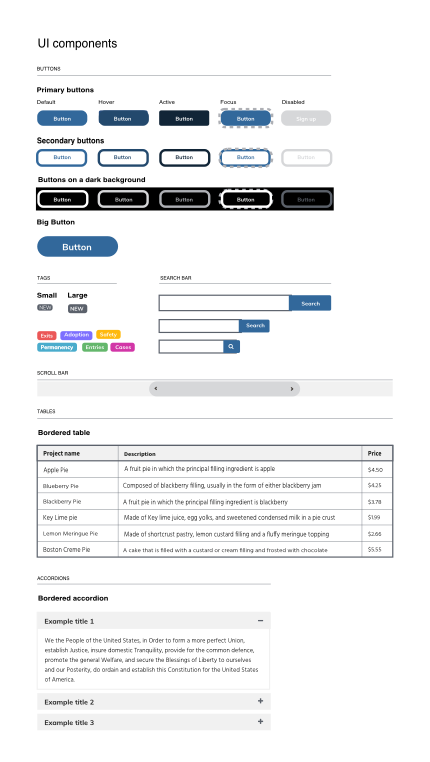 UI components
BUTTONS
Primary buttons
Default Hover Active Focus Disabled
Button Button Button Button Sign up
Secondary buttons
Button Button Button Button Button
Buttons on a dark background
Button Button Button Button Button
Big Button
Button
TAGS SEARCH BAR
Small Large
NEW NEW
Search
Search
Exits Adoption Safety
Permanency Entries Cases
SCROLL BAR
TABLES
Bordered table
Project name Description Price
Apple Pie A fruit pie in which the principal filling ingredient is apple $4.50
Blueberry Pie Composed of blackberry filling, usually in the form of either blackberry jam $4.25
Blackberry Pie A fruit pie in which the principal filling ingredient is blackberry $3.78
Key Lime pie Made of Key lime juice, egg yolks, and sweetened condensed milk in a pie crust $1.99
Lemon Meringue Pie Made of shortcrust pastry, lemon custard filling and a fluffy meringue topping $2.66
Boston Creme Pie A cake that is filled with a custard or cream filling and frosted with chocolate $5.55
ACCORDIONS
Bordered accordion
Example title 1
We the People of the United States, in Order to form a more perfect Union,
establish Justice, insure domestic Tranquility, provide for the common defence,
promote the general Welfare, and secure the Blessings of Liberty to ourselves
and our Posterity, do ordain and establish this Constitution for the United States
of America.
Example title 2
Example title 3